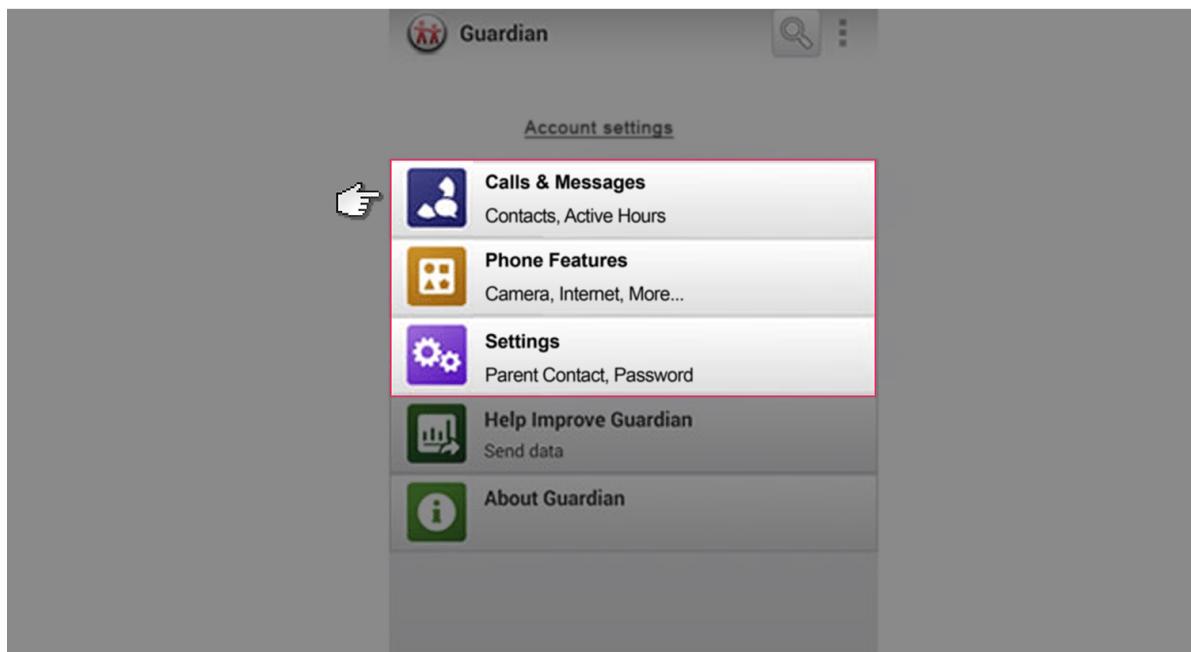 Guardian
Account settings
Calls & Messages
Contacts, Active Hours
Phone Features
Camera, Internet, More...
Settings
Parent Contact, Password
Help Improve Guardian
Send data
About Guardian